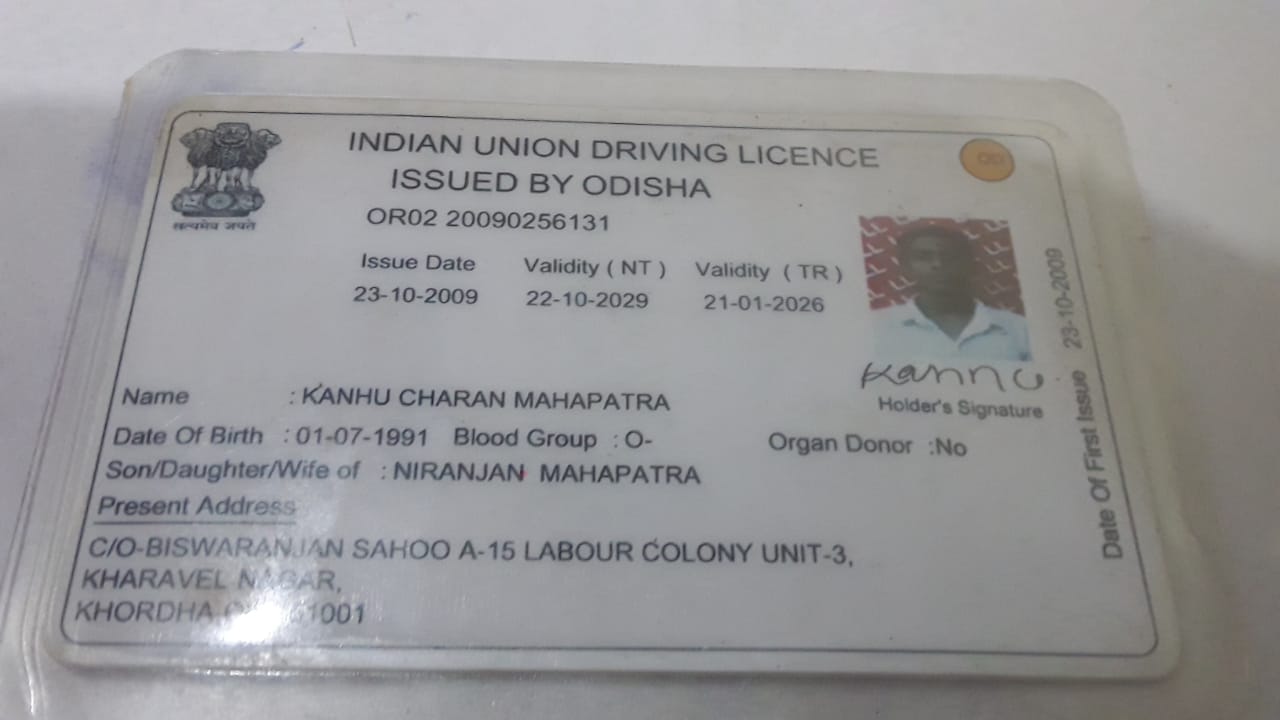 INDIAN UNION DRIVING LICENCE
OD
ISSUED BY ODISHA
सत्यमेव जयते
OR02 20090256131
Issue Date Validity ( NT ) Validity ( TR )
23-10-2009 22-10-2029 21-01-2026
Kannu
Holder's Signature
Date Of First Issue 23-10-2009
Name : KANHU CHARAN MAHAPATRA
Date Of Birth : 01-07-1991 Blood Group : O- Organ Donor :No
Son/Daughter/Wife of : NIRANJAN MAHAPATRA
Present Address
C/O-BISWARANJAN SAHOO A-15 LABOUR COLONY UNIT-3,
KHARAVEL NAGAR,
KHORDHA